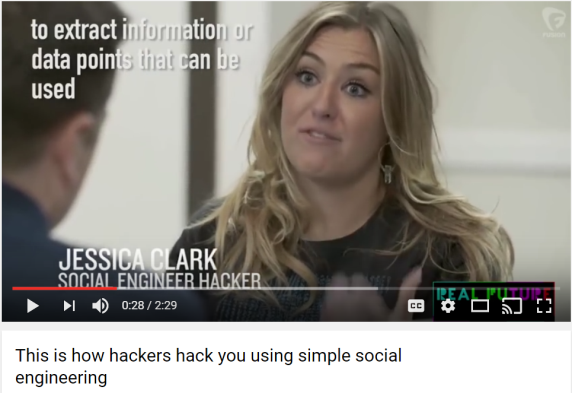 to extract information or
data points that can be
used
JESSICA CLARK
SOCIAL ENGINEER HACKER
REAL FUTURE
0:28 / 2:29
CC
This is how hackers hack you using simple social
engineering